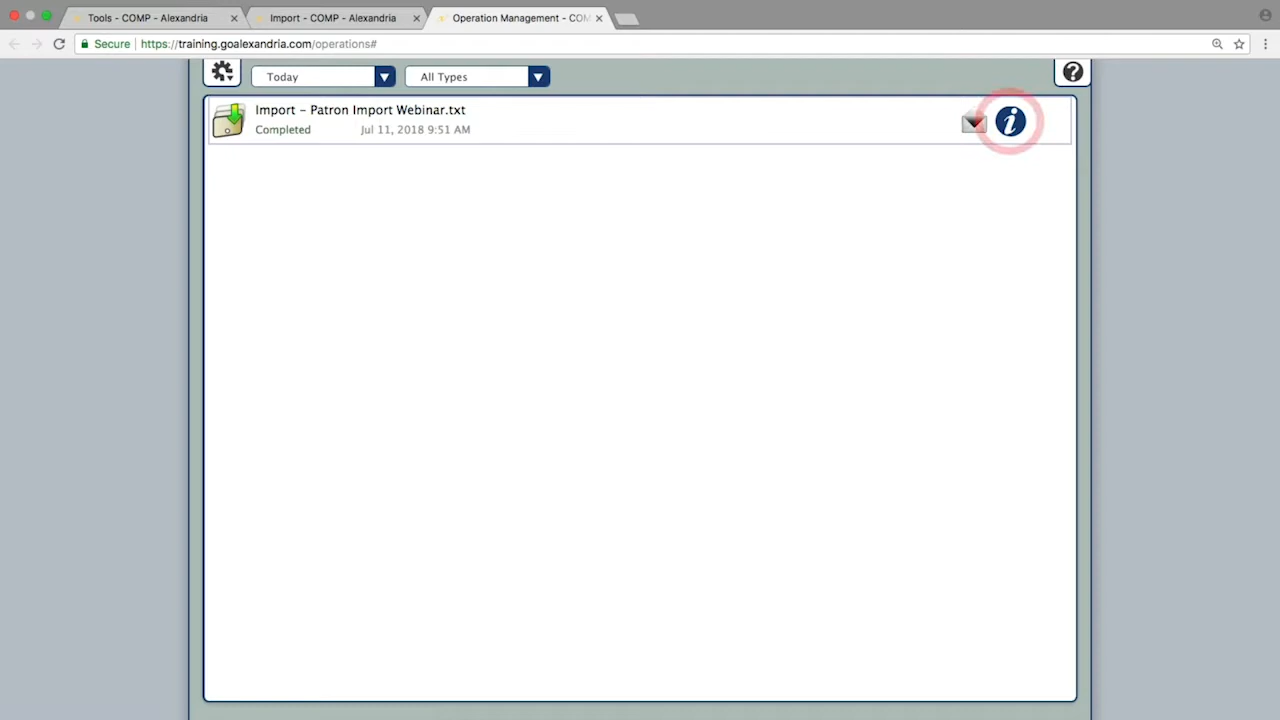 Tools - COMP - Alexandria
Import - COMP - Alexandria
Operation Management - COM
Secure
https://training.goalexandria.com/operations#
Today
All Types
?
Import - Patron Import Webinar.txt
i
Completed
Jul 11, 2018 9:51 AM